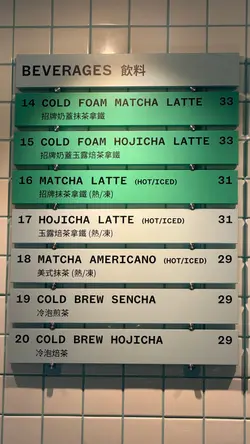 BEVERAGES 飲料
14 COLD FOAM MATCHA LATTE 33
招牌奶蓋抹茶拿鐵
15 COLD FOAM HOJICHA LATTE 33
招牌奶蓋玉露焙茶拿鐵
16 MATCHA LATTE (HOT/ICED) 31
招牌抹茶拿鐵 (熱/凍)
17 HOJICHA LATTE (HOT/ICED) 31
玉露焙茶拿鐵 (熱/凍)
18 MATCHA AMERICANO (HOT/ICED) 29
美式抹茶 (熱/凍)
19 COLD BREW SENCHA 29
冷泡煎茶
20 COLD BREW HOJICHA 29
冷泡焙茶